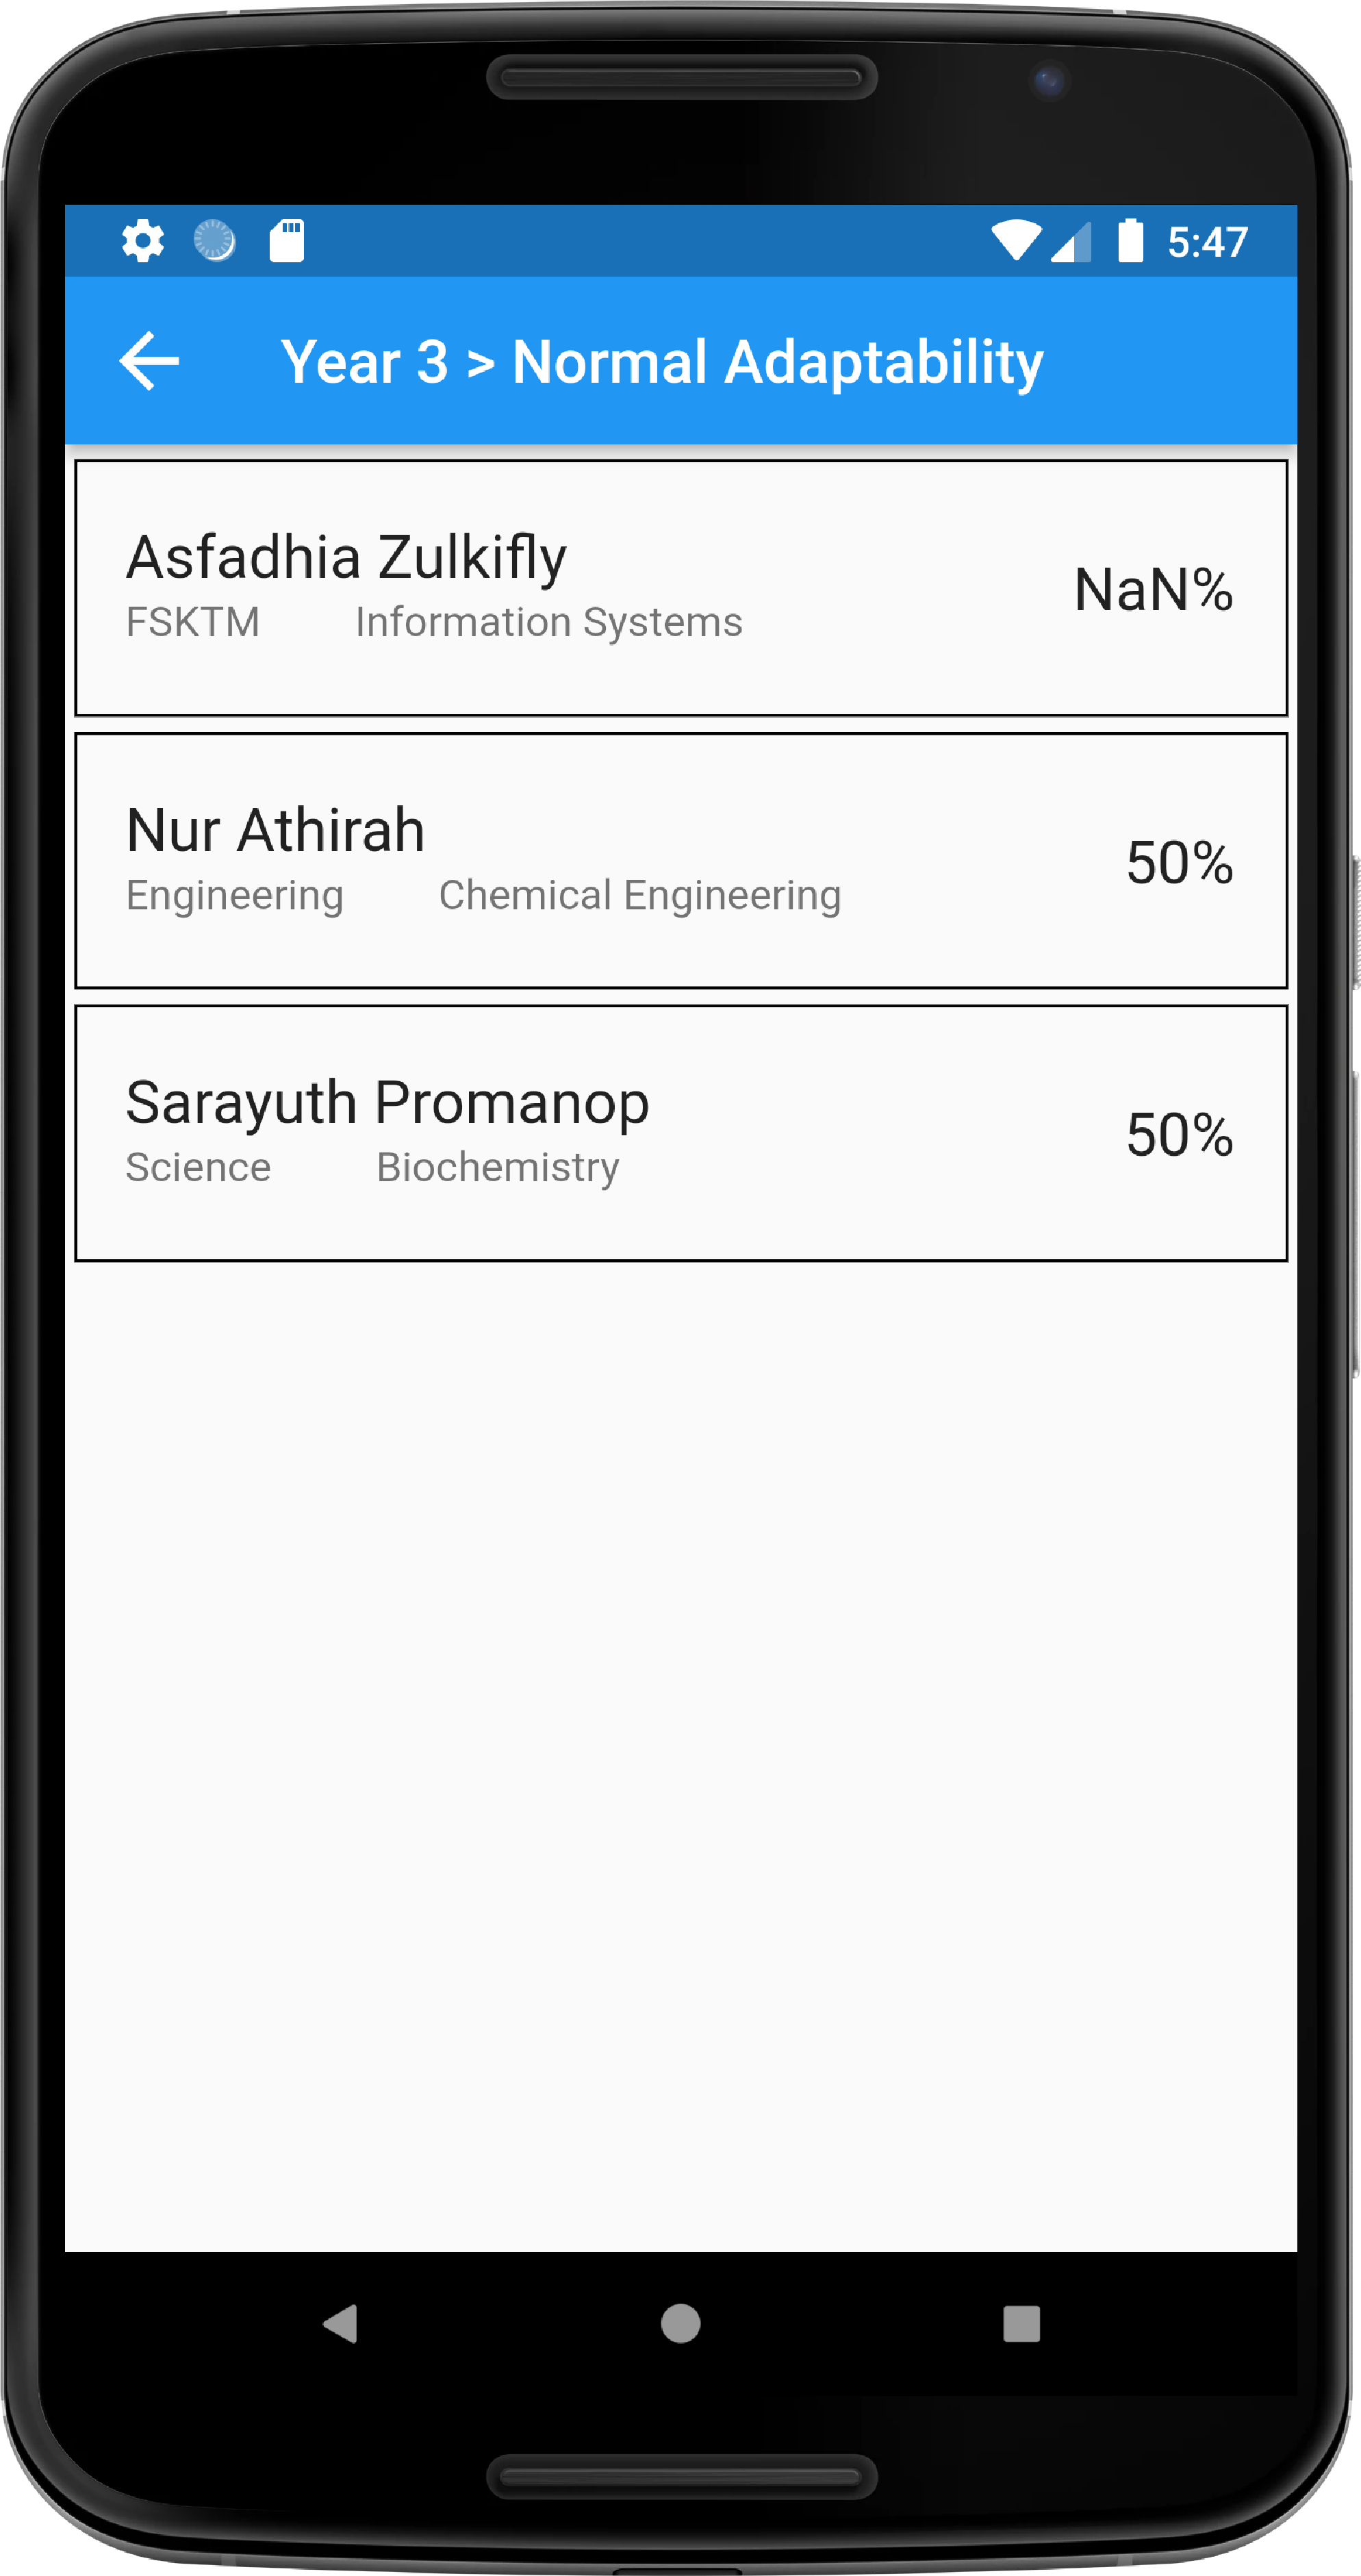 5:47
Year 3 > Normal Adaptability
Asfadhia Zulkifly
FSKTM Information Systems
NaN%
Nur Athirah
Engineering Chemical Engineering
50%
Sarayuth Promanop
Science Biochemistry
50%